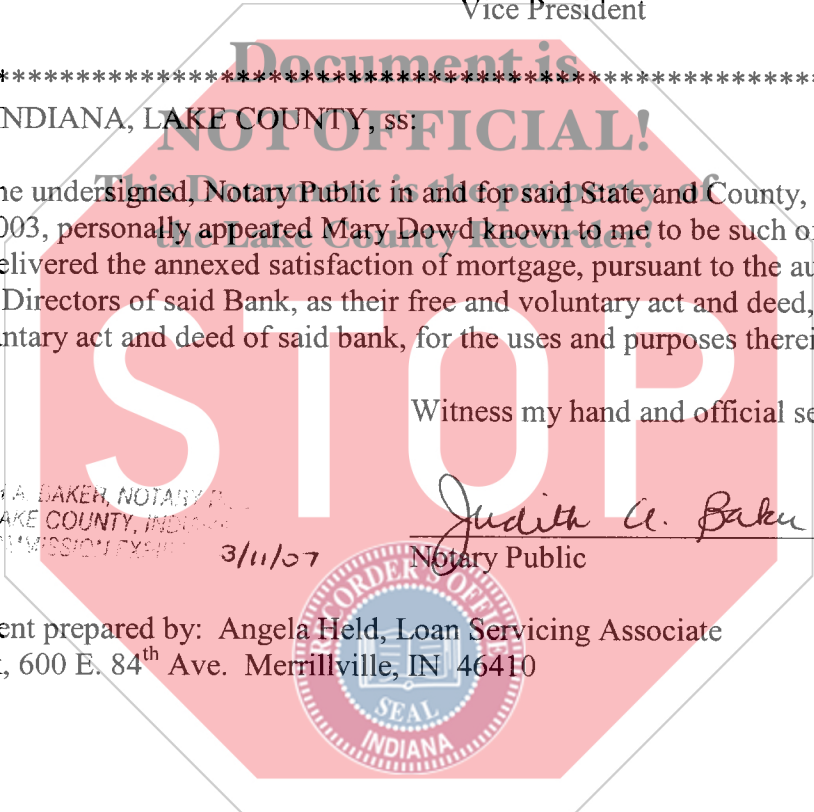 Vice President
Document is
********************************************************
NDIANA, LAKE COUNTY, ss:
NOT OFFICIAL!
ne undersigned, Notary Public in and for said State and County,
This Document is the property of
003, personally appeared Mary Dowd known to me to be such o
the Lake County Recorder!
elivered the annexed satisfaction of mortgage, pursuant to the au
Directors of said Bank, as their free and voluntary act and deed,
ntary act and deed of said bank, for the uses and purposes therei
STOP
Witness my hand and official se
A. BAKER, NOTARY
AKE COUNTY, INDIANA
MMISSION EXPI
3/11/07
Judith A. Baker
Notary Public
RECORDER'S OFFICE
ent prepared by: Angela Held, Loan Servicing Associate
, 600 E. 84th Ave. Merrillville, IN 46410
SEAL
INDIANA